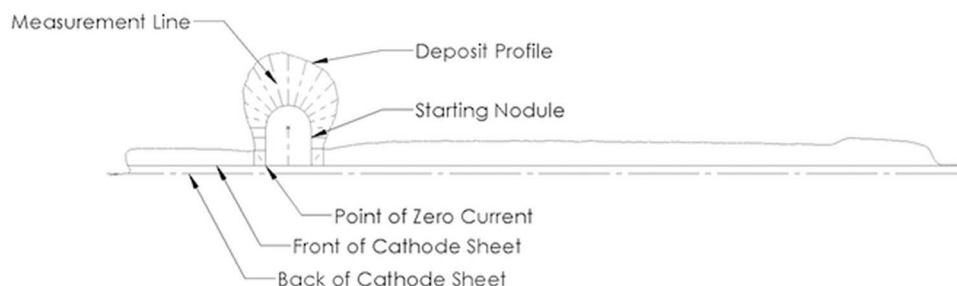 Measurement Line
Deposit Profile
Starting Nodule
Point of Zero Current
Front of Cathode Sheet
Back of Cathode Sheet